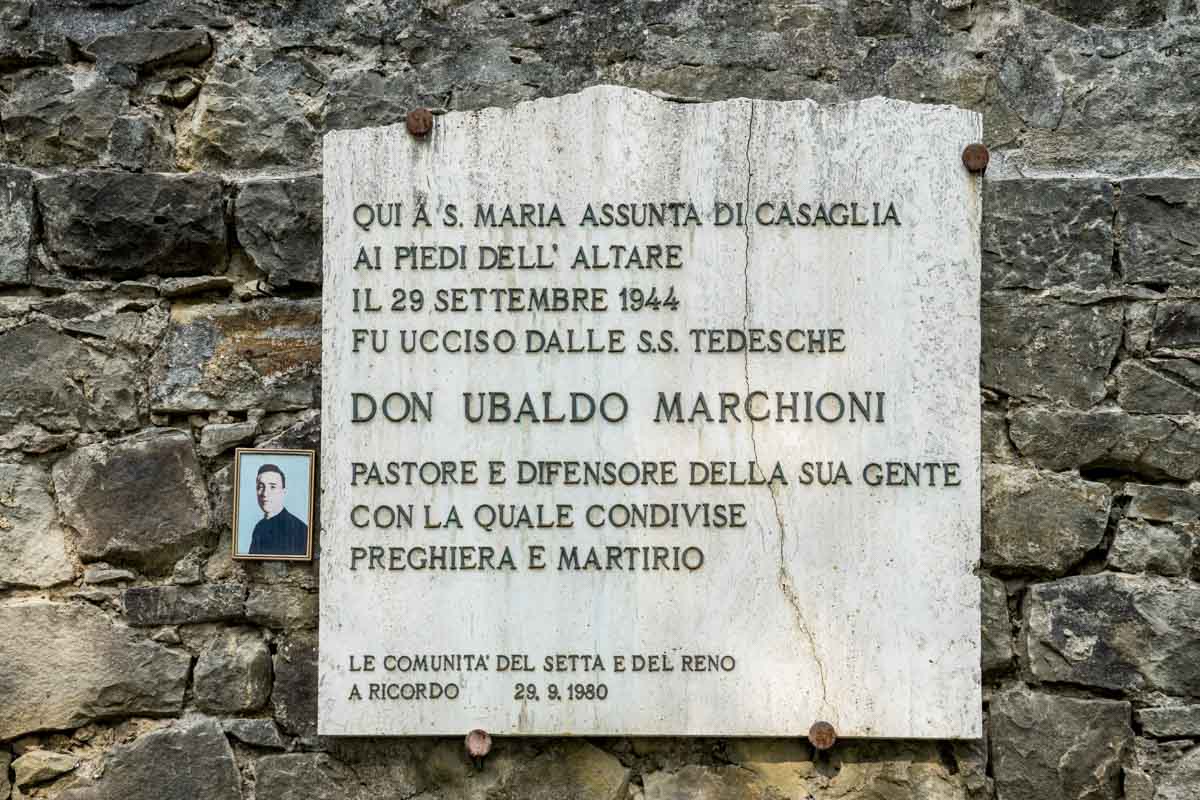 QUI A S. MARIA ASSUNTA DI CASAGLIA
AI PIEDI DELL' ALTARE
IL 29 SETTEMBRE 1944
FU UCCISO DALLE S.S. TEDESCHE
DON UBALDO MARCHIONI
PASTORE E DIFENSORE DELLA SUA GENTE
CON LA QUALE CONDIVISE
PREGHIERA E MARTIRIO
LE COMUNITA' DEL SETTA E DEL RENO
A RICORDO 29. 9. 1980